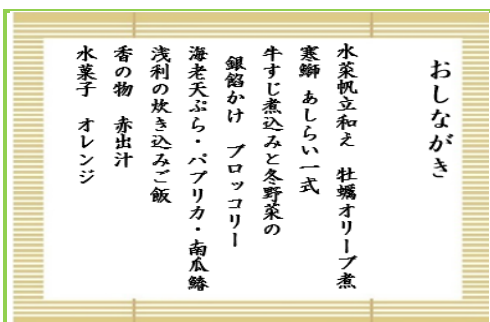 おしながき
水菜帆立和え　牡蠣オリーブ煮
寒鰤　あしらい一式
牛すじ煮込みと冬野菜の
銀餡かけ　ブロッコリー
海老天ぷら・パプリカ・南瓜鰆
浅利の炊き込みご飯
香の物　赤出汁
水菓子　オレンジ